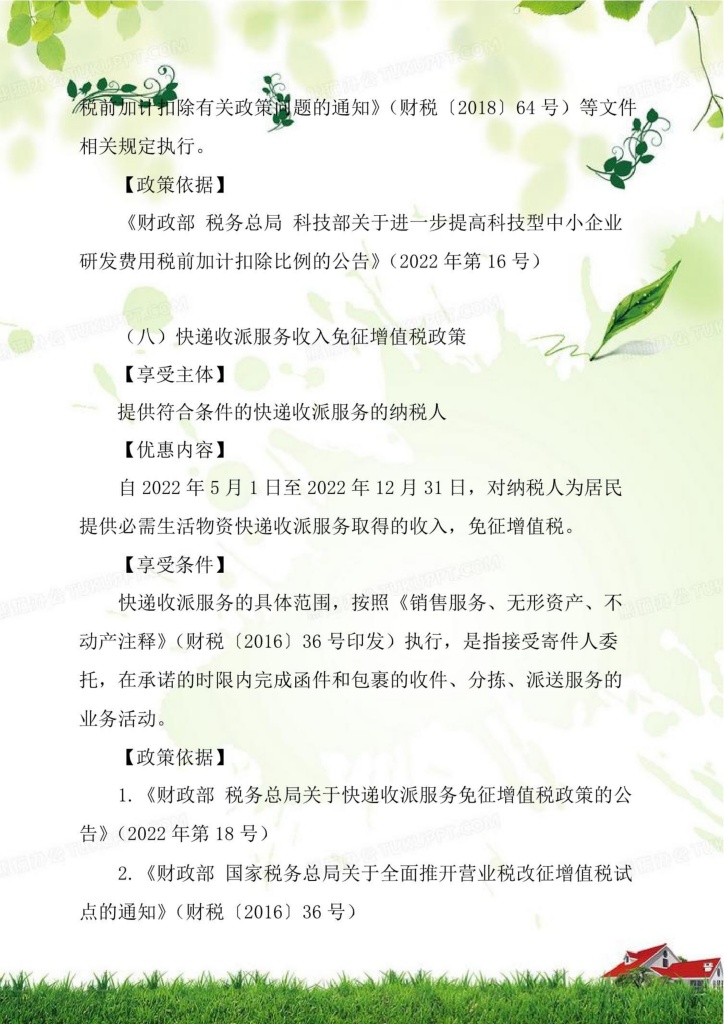 税前加计扣除有关政策问题的通知》（财税〔2018〕64 号）等文件
相关规定执行。
【政策依据】
《财政部 税务总局 科技部关于进一步提高科技型中小企业
研发费用税前加计扣除比例的公告》（2022 年第 16 号）
（八）快递收派服务收入免征增值税政策
【享受主体】
提供符合条件的快递收派服务的纳税人
【优惠内容】
自 2022 年 5 月 1 日至 2022 年 12 月 31 日，对纳税人为居民
提供必需生活物资快递收派服务取得的收入，免征增值税。
【享受条件】
快递收派服务的具体范围，按照《销售服务、无形资产、不
动产注释》（财税〔2016〕36 号印发）执行，是指接受寄件人委
托，在承诺的时限内完成函件和包裹的收件、分拣、派送服务的
业务活动。
【政策依据】
1.《财政部 税务总局关于快递收派服务免征增值税政策的公
告》（2022 年第 18 号）
2.《财政部 国家税务总局关于全面推开营业税改征增值税试
点的通知》（财税〔2016〕36 号）